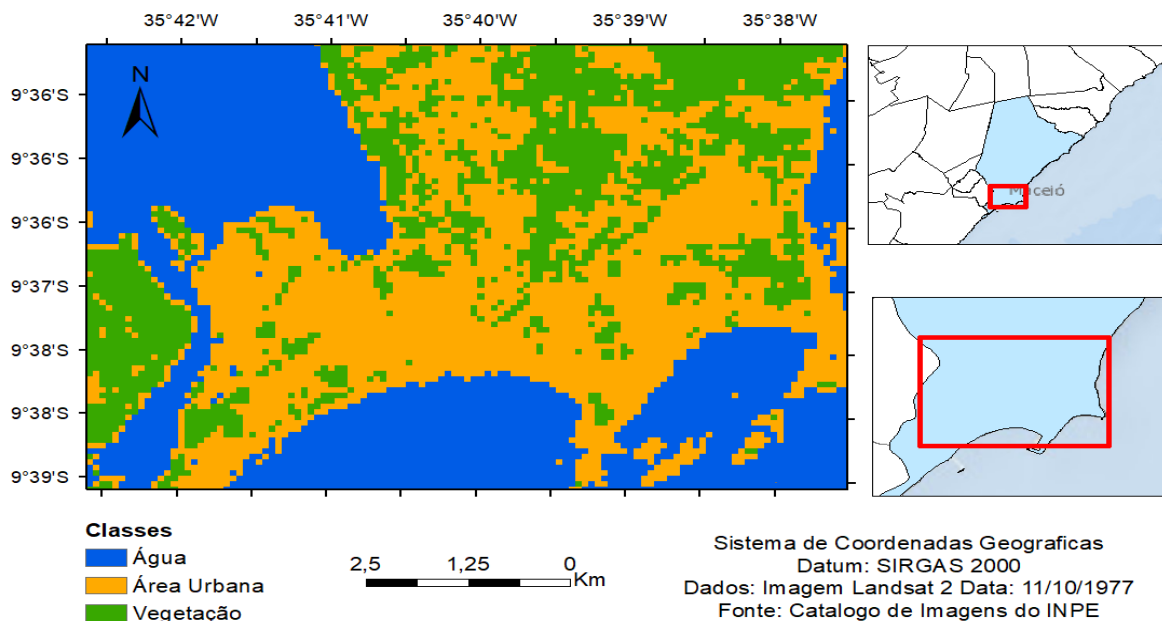 35°42'W 35°41'W 35°40'W 35°39'W 35°38'W
N
9°36'S
9°36'S
9°36'S
9°37'S
9°38'S
9°38'S
9°39'S
Maceió
Classes
Água
Área Urbana
Vegetação
2,5 1,25 0
Km
Sistema de Coordenadas Geograficas
Datum: SIRGAS 2000
Dados: Imagem Landsat 2 Data: 11/10/1977
Fonte: Catalogo de Imagens do INPE